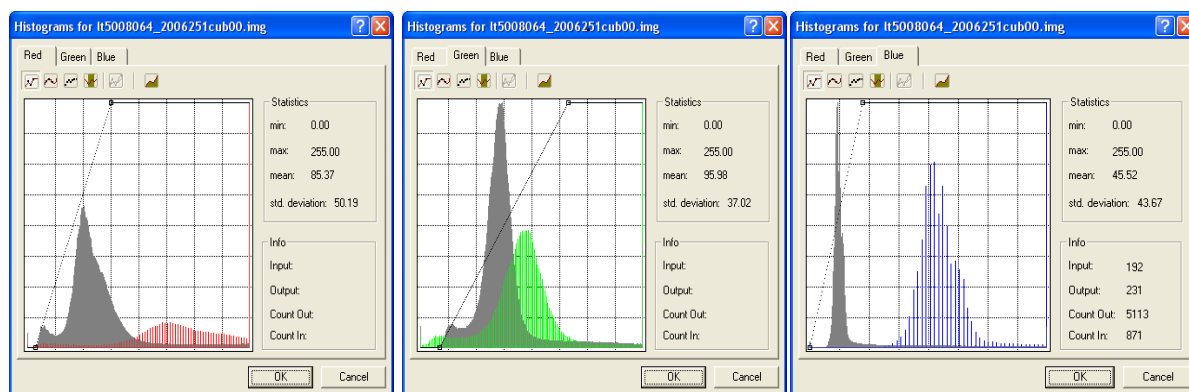 Histograms for lt5008064_2006251cub00.img
Red Green Blue
Statistics
min: 0.00
max: 255.00
mean: 85.37
std. deviation: 50.19
Info
Input:
Output:
Count Out:
Count In:
OK Cancel
Histograms for lt5008064_2006251cub00.img
Red Green Blue
Statistics
min: 0.00
max: 255.00
mean: 95.98
std. deviation: 37.02
Info
Input:
Output:
Count Out:
Count In:
OK Cancel
Histograms for lt5008064_2006251cub00.img
Red Green Blue
Statistics
min: 0.00
max: 255.00
mean: 45.52
std. deviation: 43.67
Info
Input: 192
Output: 231
Count Out: 5113
Count In: 871
OK Cancel